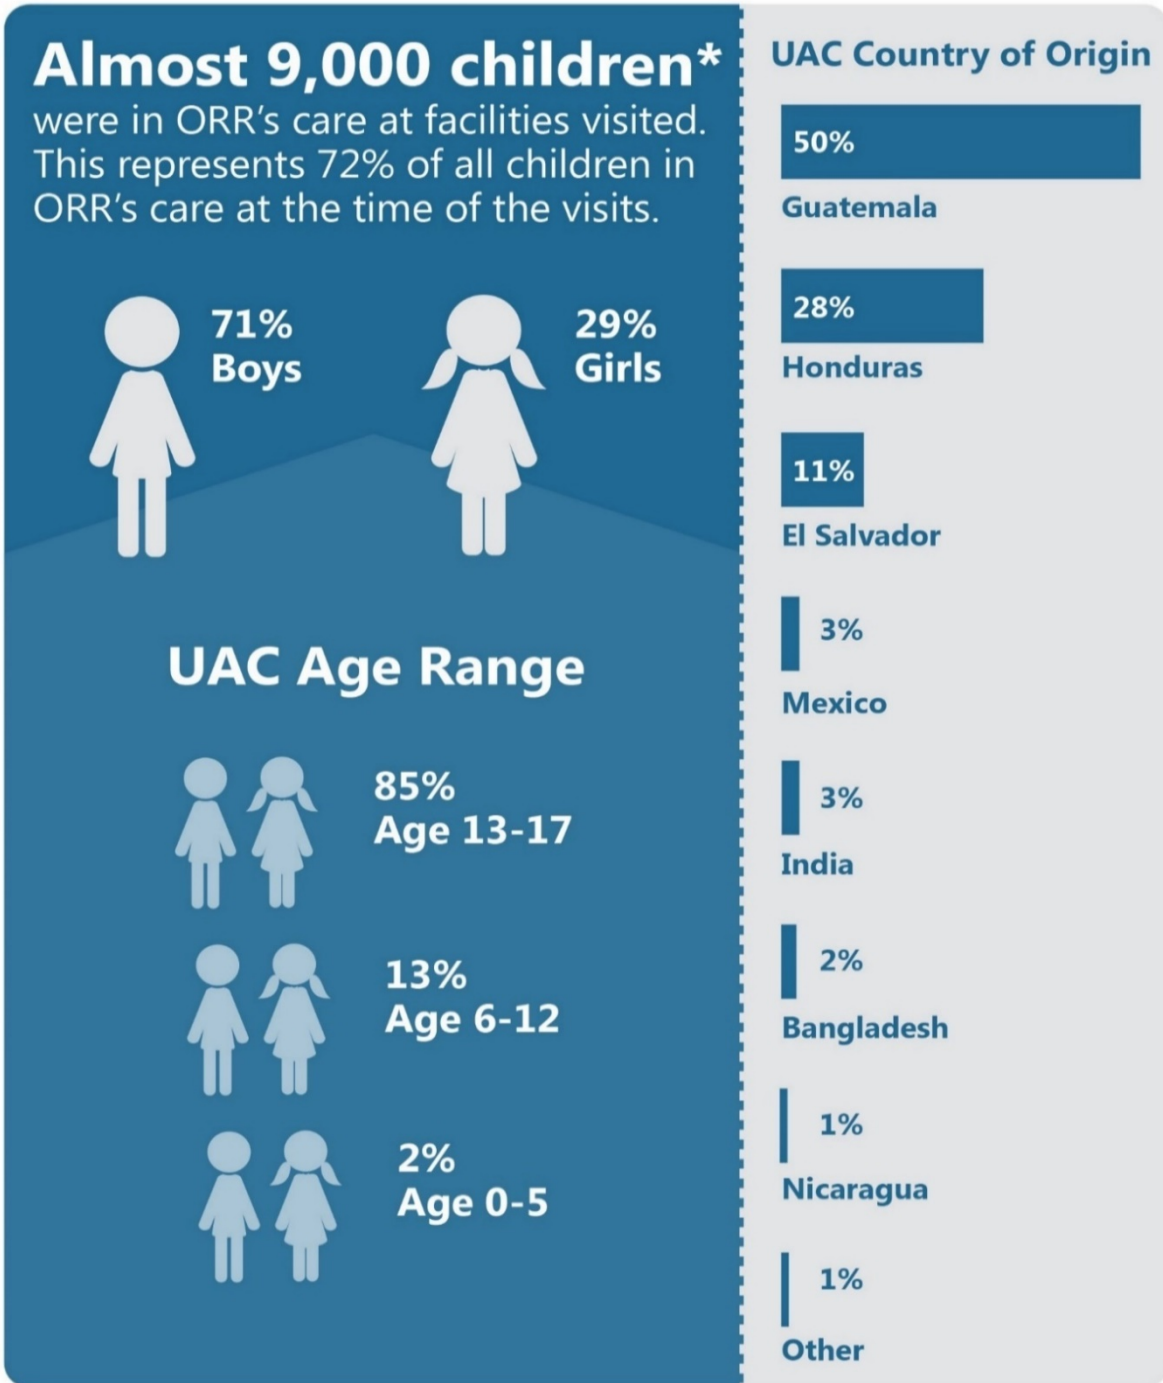 Almost 9,000 children*
were in ORR's care at facilities visited.
This represents 72% of all children in
ORR's care at the time of the visits.
71%
Boys
29%
Girls
UAC Age Range
85%
Age 13-17
13%
Age 6-12
2%
Age 0-5
UAC Country of Origin
50%
Guatemala
28%
Honduras
11%
El Salvador
3%
Mexico
3%
India
2%
Bangladesh
1%
Nicaragua
1%
Other